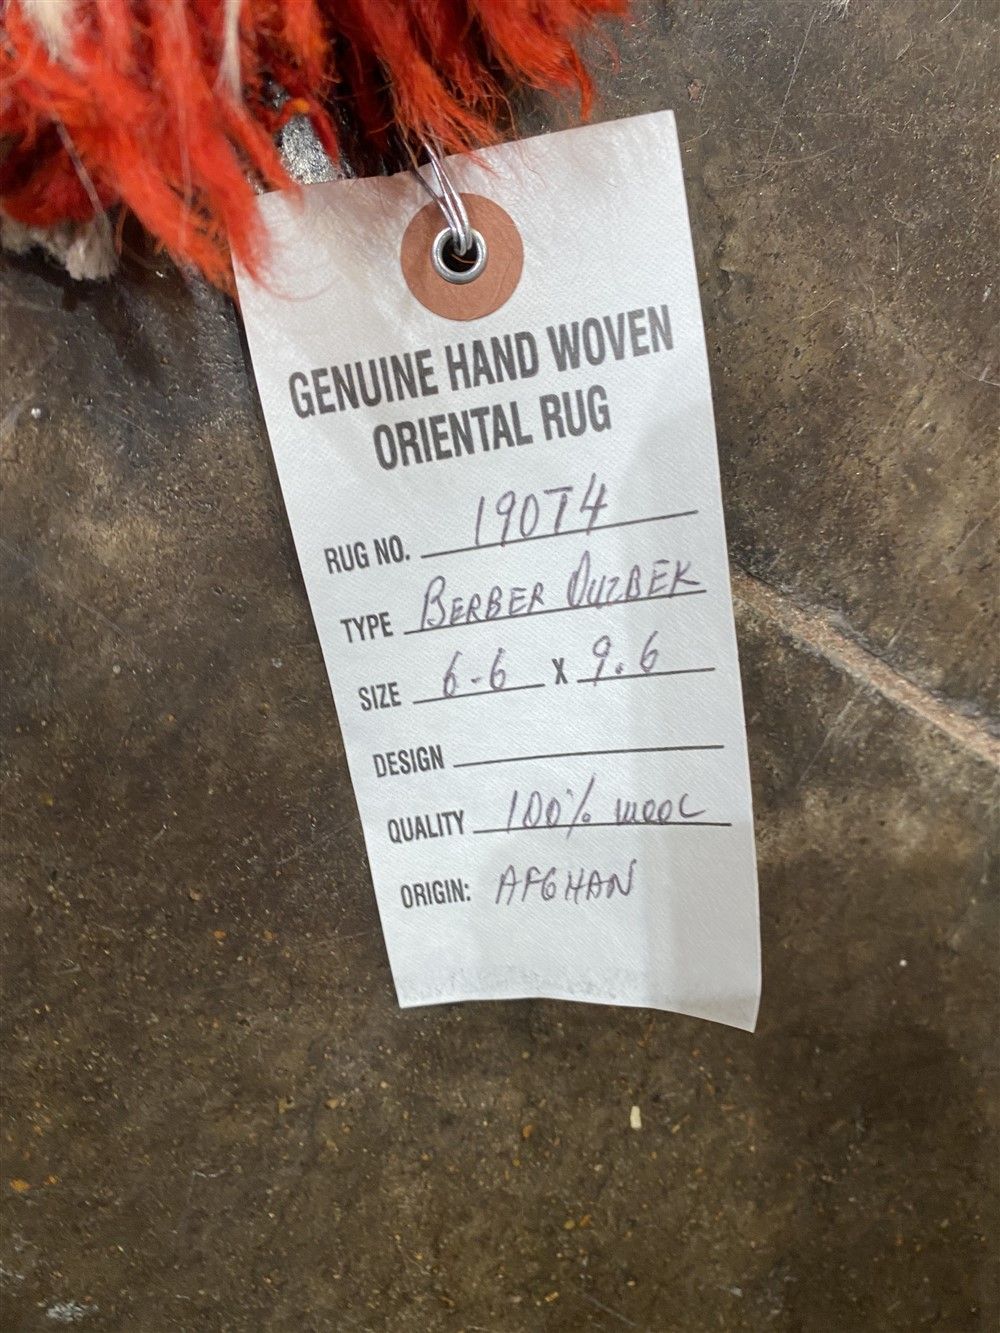 GENUINE HAND WOVEN
ORIENTAL RUG
RUG NO. 190T4
TYPE BERBER OUZBEK
SIZE 6-6 X 9.6
DESIGN
QUALITY 100% WOOL
ORIGIN: AFGHAN